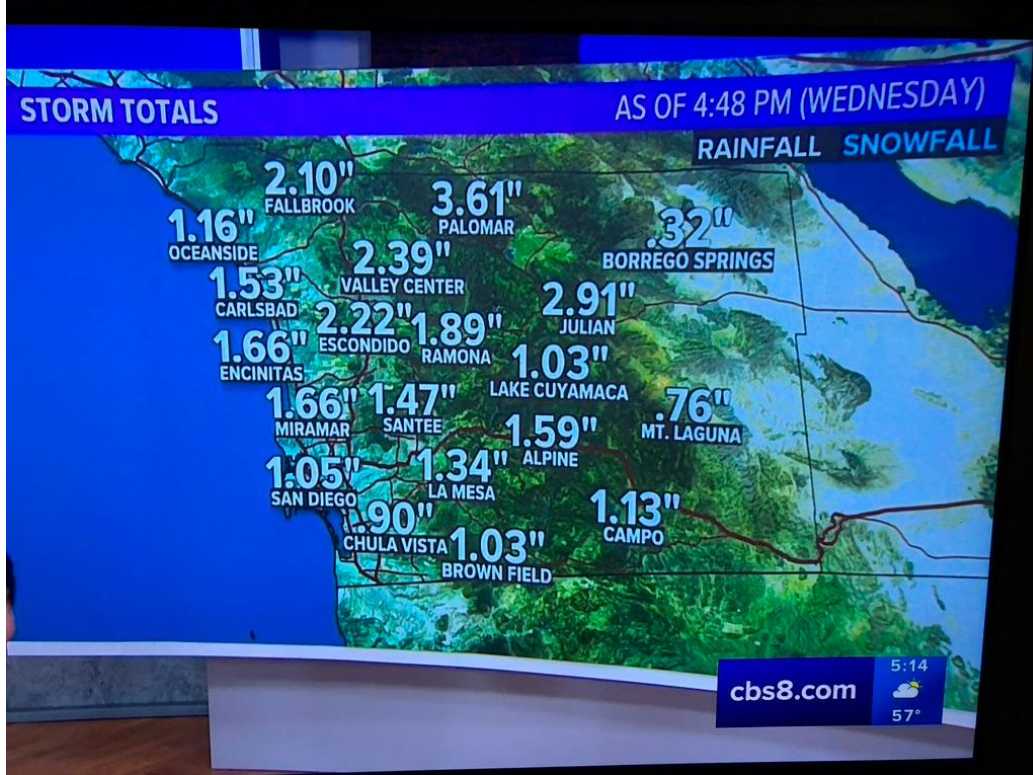 STORM TOTALS
AS OF 4:48 PM (WEDNESDAY)
RAINFALL SNOWFALL
2.10"
FALLBROOK
3.61"
PALOMAR
1.16"
OCEANSIDE
.32"
BORREGO SPRINGS
2.39"
VALLEY CENTER
1.53"
CARLSBAD
2.91"
JULIAN
2.22"
ESCONDIDO
1.89"
RAMONA
1.66"
ENCINITAS
1.03"
LAKE CUYAMACA
1.66"
MIRAMAR
1.47"
SANTEE
.76"
MT. LAGUNA
1.59"
ALPINE
1.05"
SAN DIEGO
1.34"
LA MESA
1.13"
CAMPO
.90"
CHULA VISTA
1.03"
BROWN FIELD
cbs8.com
5:14
57°